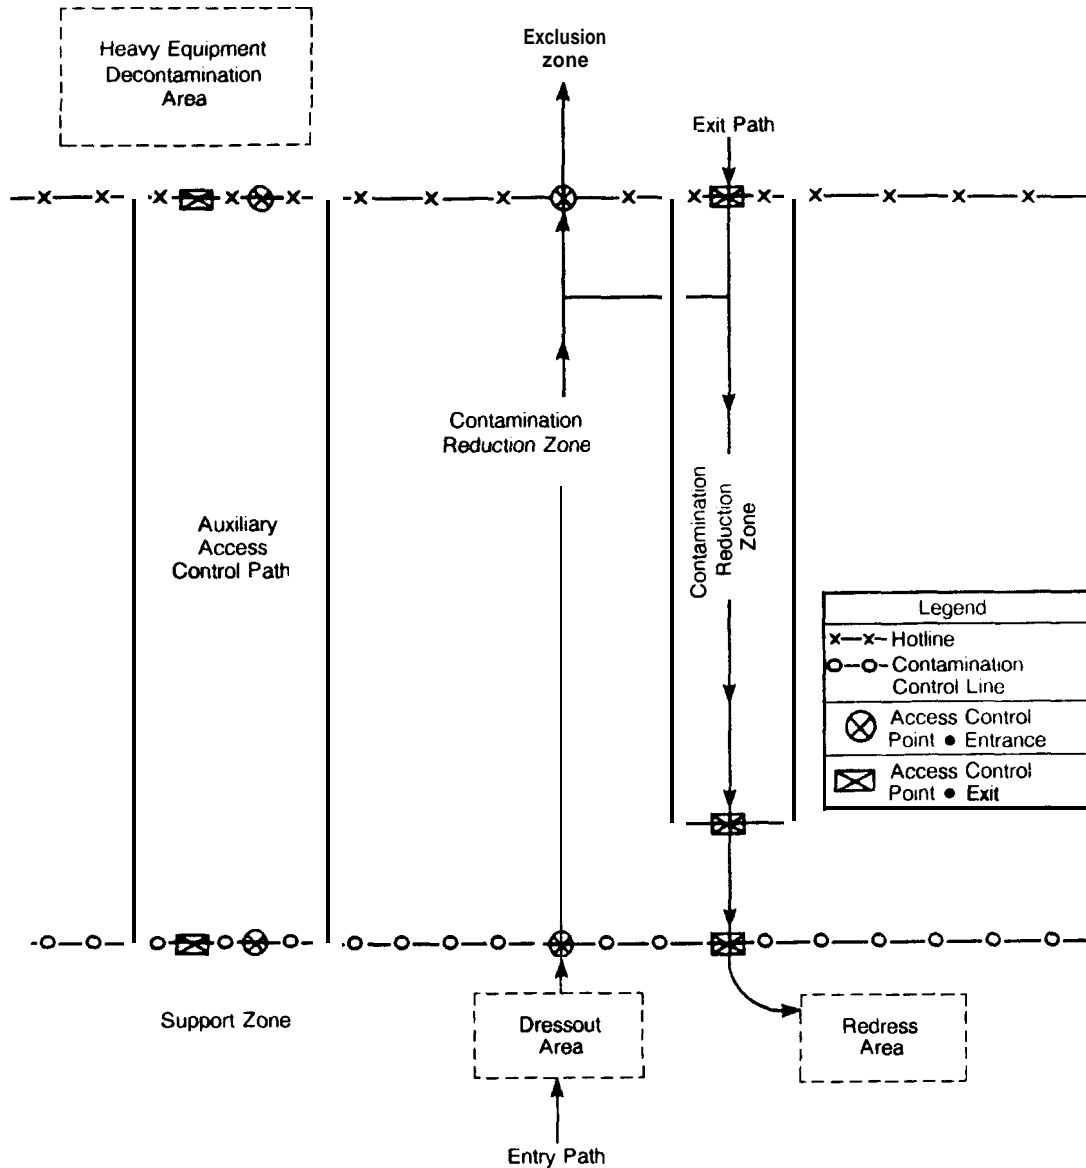 Heavy Equipment
Decontamination
Area
Exclusion
zone
Exit Path
Contamination
Reduction Zone
Auxiliary
Access
Control Path
Contamination
Reduction
Zone
Legend
x—x– Hotline
o–o– Contamination
Control Line
Access Control
Point • Entrance
Access Control
Point • Exit
Support Zone
Dressout
Area
Redress
Area
Entry Path